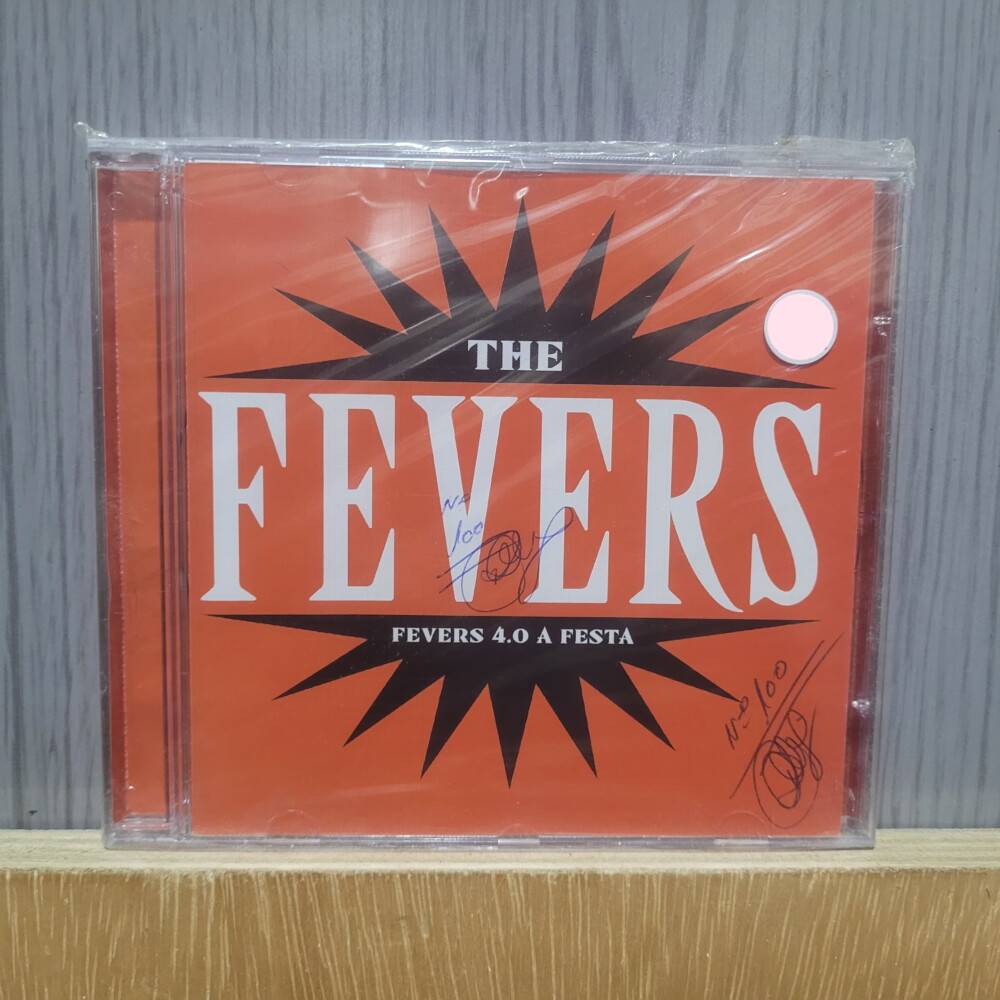 THE
FEVERS
No
100
FEVERS 4.0 A FESTA
No 100